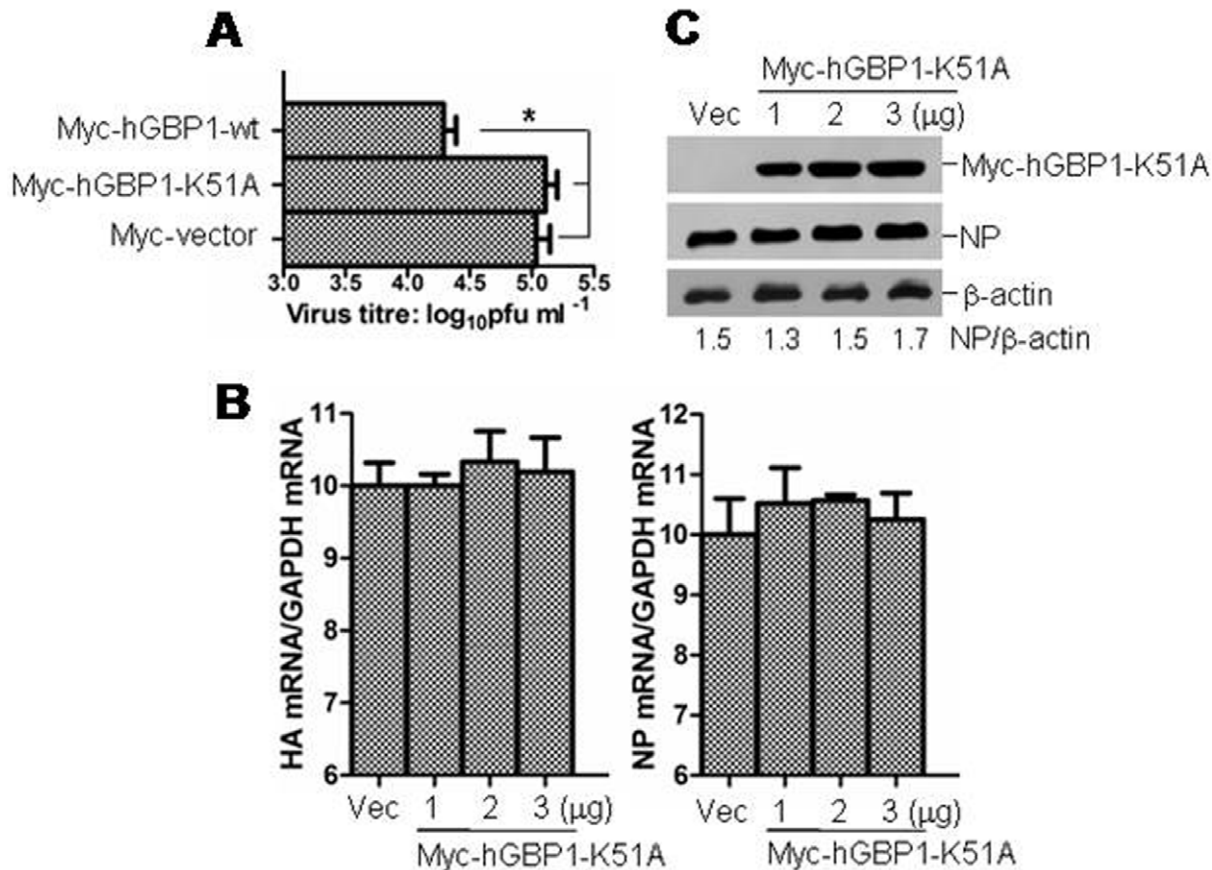 A
Myc-hGBP1-wt
Myc-hGBP1-K51A
Myc-vector
*
3.0 3.5 4.0 4.5 5.0 5.5
Virus titre: log10pfu ml -1
C
Myc-hGBP1-K51A
Vec 1 2 3 (μg)
Myc-hGBP1-K51A
NP
β-actin
1.5 1.3 1.5 1.7 NP/β-actin
B
HA mRNA/GAPDH mRNA
11
10
9
8
7
6
Vec 1 2 3 (μg)
Myc-hGBP1-K51A
NP mRNA/GAPDH mRNA
12
11
10
9
8
7
6
Vec 1 2 3 (μg)
Myc-hGBP1-K51A